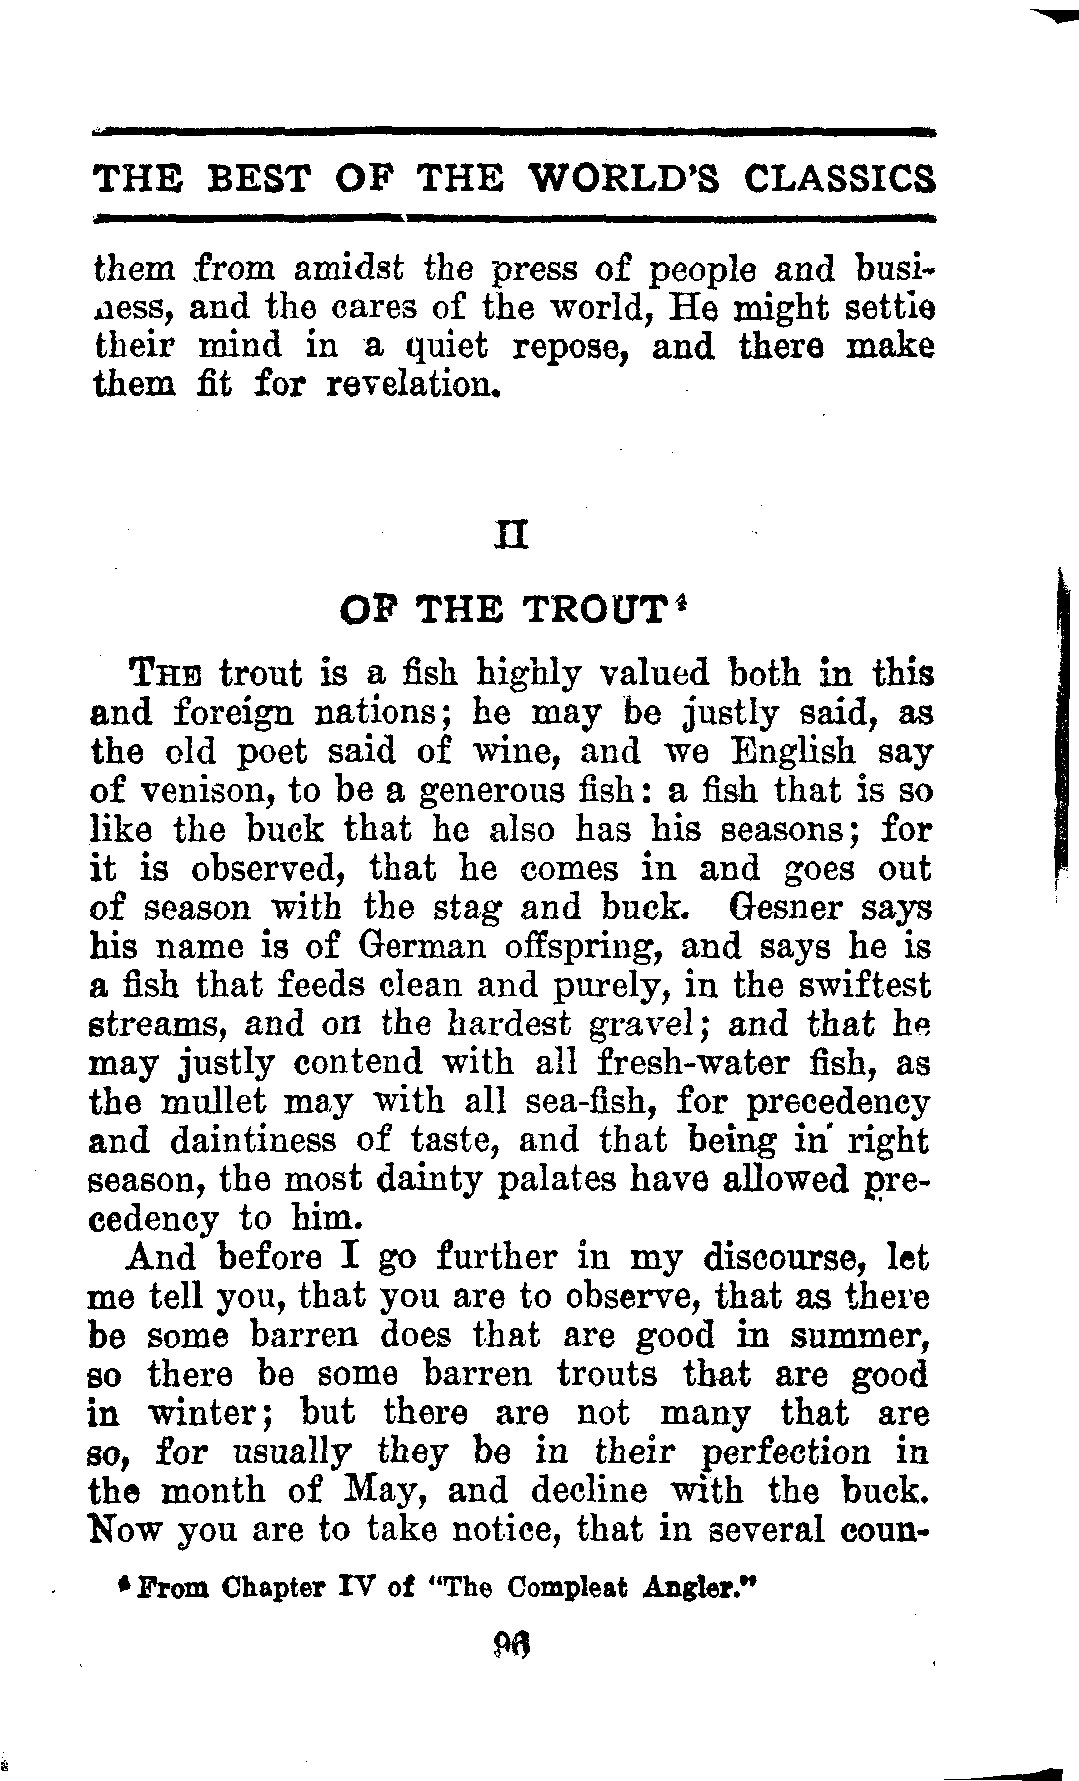 THE BEST OF THE WORLD'S CLASSICS
them from amidst the press of people and busi-
ness, and the cares of the world, He might settle
their mind in a quiet repose, and there make
them fit for revelation.
II
OF THE TROUT⁴
THE trout is a fish highly valued both in this
and foreign nations; he may be justly said, as
the old poet said of wine, and we English say
of venison, to be a generous fish: a fish that is so
like the buck that he also has his seasons; for
it is observed, that he comes in and goes out
of season with the stag and buck. Gesner says
his name is of German offspring, and says he is
a fish that feeds clean and purely, in the swiftest
streams, and on the hardest gravel; and that he
may justly contend with all fresh-water fish, as
the mullet may with all sea-fish, for precedency
and daintiness of taste, and that being in right
season, the most dainty palates have allowed pre-
cedency to him.
And before I go further in my discourse, let
me tell you, that you are to observe, that as there
be some barren does that are good in summer,
so there be some barren trouts that are good
in winter; but there are not many that are
so, for usually they be in their perfection in
the month of May, and decline with the buck.
Now you are to take notice, that in several coun-
⁴ From Chapter IV of "The Compleat Angler."
96